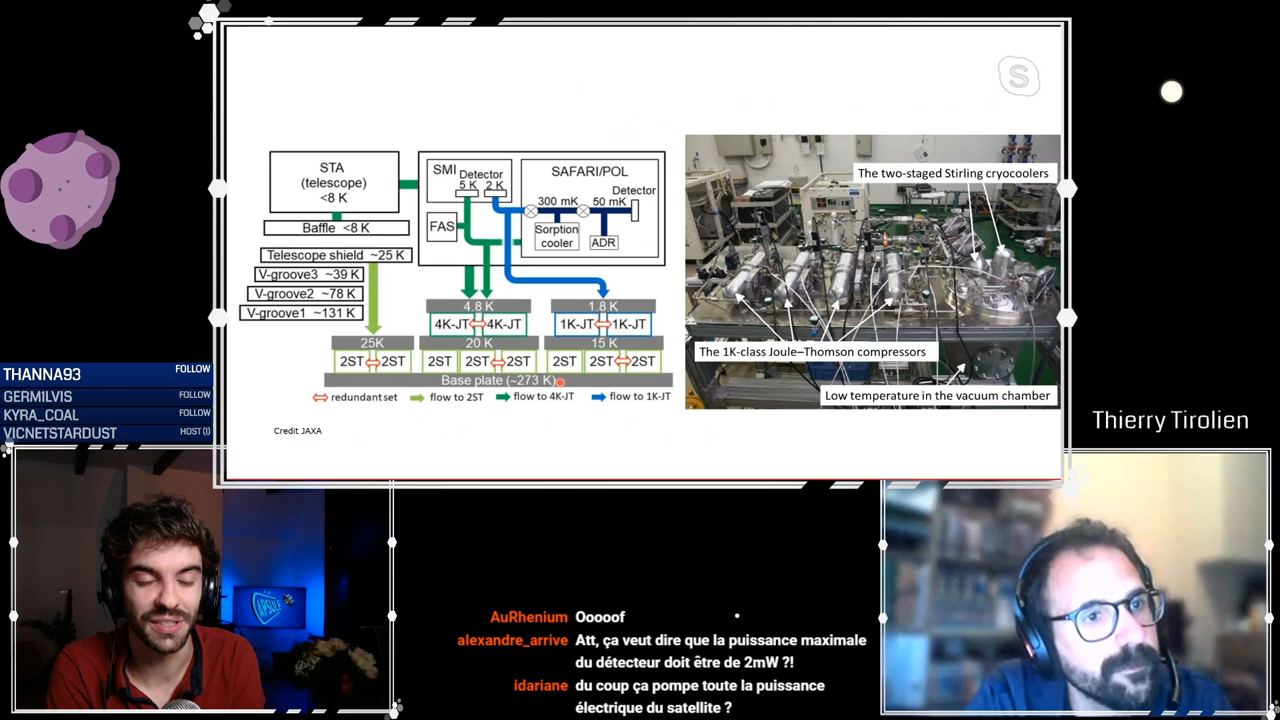 S
STA
(telescope)
<8 K
Baffle <8 K
Telescope shield ~25 K
V-groove3 ~39 K
V-groove2 ~78 K
V-groove1 ~131 K
SMI
Detector
5 K
2 K
FAS
SAFARI/POL
Detector
300 mK
50 mK
Sorption
cooler
ADR
4.8 K
1.8 K
4K-JT
4K-JT
1K-JT
1K-JT
25K
20 K
15 K
2ST
2ST
2ST
2ST
2ST
2ST
2ST
2ST
Base plate (~273 K)
redundant set
flow to 2ST
flow to 4K-JT
flow to 1K-JT
Credit JAXA
The two-staged Stirling cryocoolers
The 1K-class Joule–Thomson compressors
Low temperature in the vacuum chamber
THANNA93 FOLLOW
GERMILVIS FOLLOW
KYRA_COAL FOLLOW
VICNETSTARDUST HOST (1)
Thierry Tirolien
AuRhenium Ooooof
alexandre_arrive Att, ça veut dire que la puissance maximale
du détecteur doit être de 2mW ?!
idariane du coup ça pompe toute la puissance
électrique du satellite ?